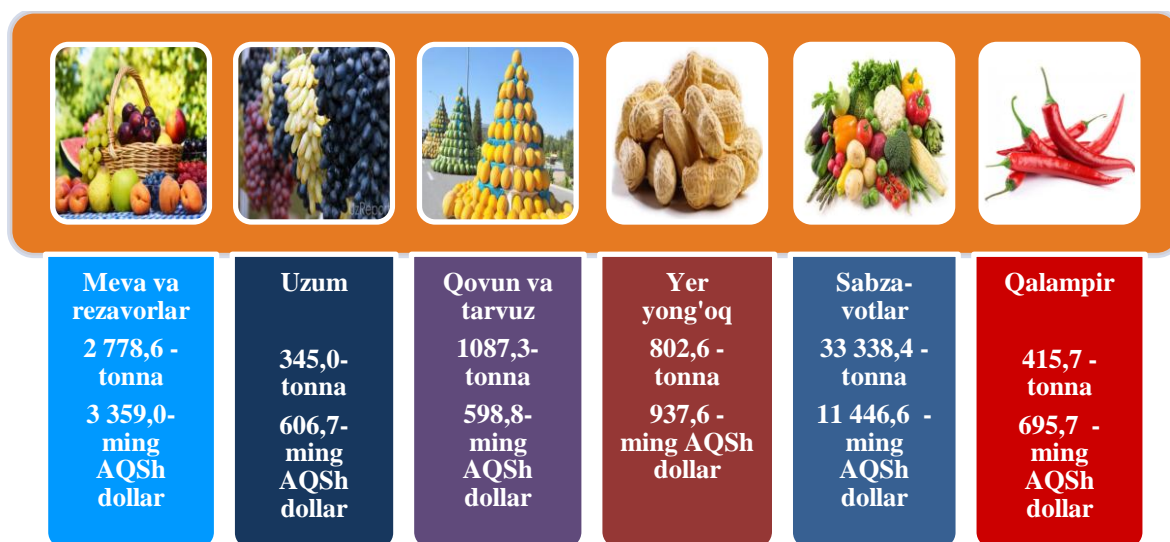 Meva va
rezavorlar
2 778,6 -
tonna
3 359,0-
ming
AQSh
dollar
Uzum
345,0-
tonna
606,7-
ming
AQSh
dollar
Qovun va
tarvuz
1087,3-
tonna
598,8-
ming
AQSh
dollar
Yer
yong'oq
802,6 -
tonna
937,6 -
ming AQSh
dollar
Sabza-
votlar
33 338,4 -
tonna
11 446,6 -
ming
AQSh
dollar
Qalampir
415,7 -
tonna
695,7 -
ming
AQSh
dollar